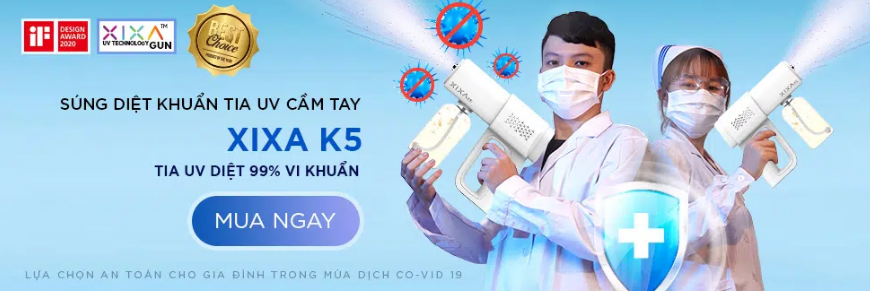 iF
DESIGN
AWARD
2020
XIXA™
UV TECHNOLOGY GUN
BEST
Choice
SÚNG DIỆT KHUẨN TIA UV CẦM TAY
XIXA K5
TIA UV DIỆT 99% VI KHUẨN
MUA NGAY
LỰA CHỌN AN TOÀN CHO GIA ĐÌNH TRONG MÙA DỊCH CO-VID 19
XIXA
XIXA